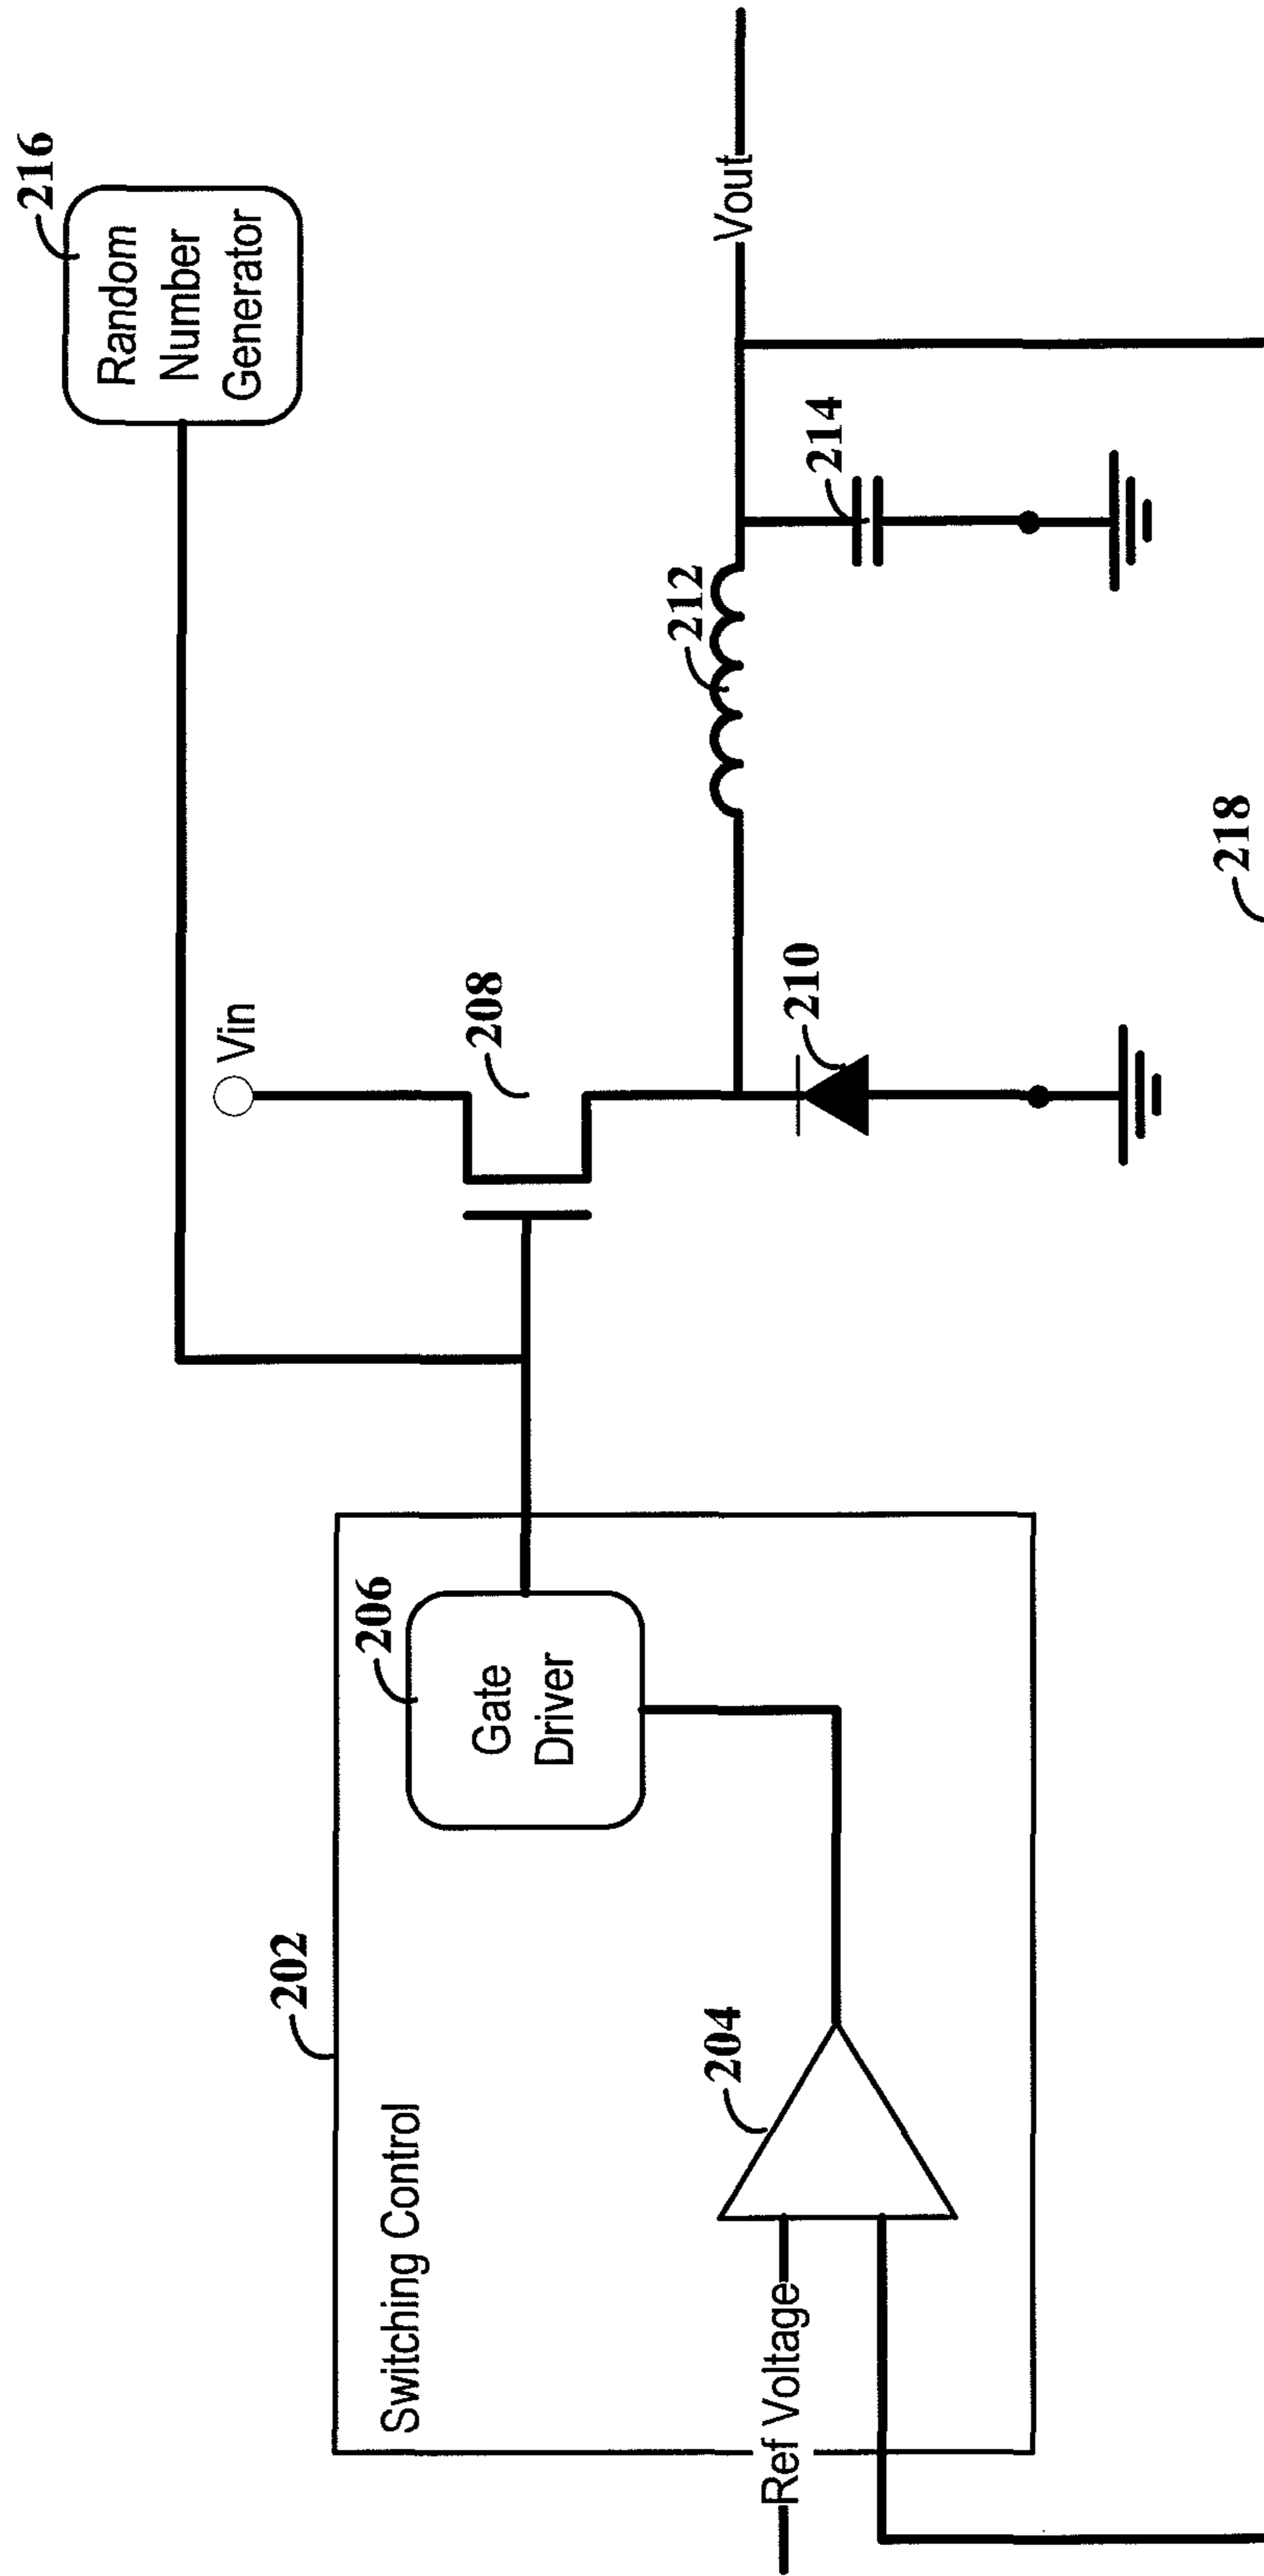 216
Random
Number
Generator
Vin
208
Vout
214
212
210
218
202
Switching Control
206
Gate
Driver
204
Ref Voltage